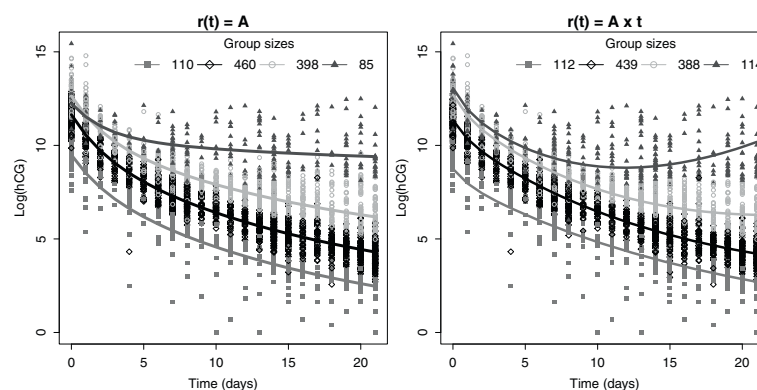 r(t) = A
Group sizes
110 460 398 85
15
10
5
0
Log(hCG)
0 5 10 15 20
Time (days)
r(t) = A x t
Group sizes
112 439 388
15
10
5
0
Log(hCG)
0 5 10 15 20
Time (days)